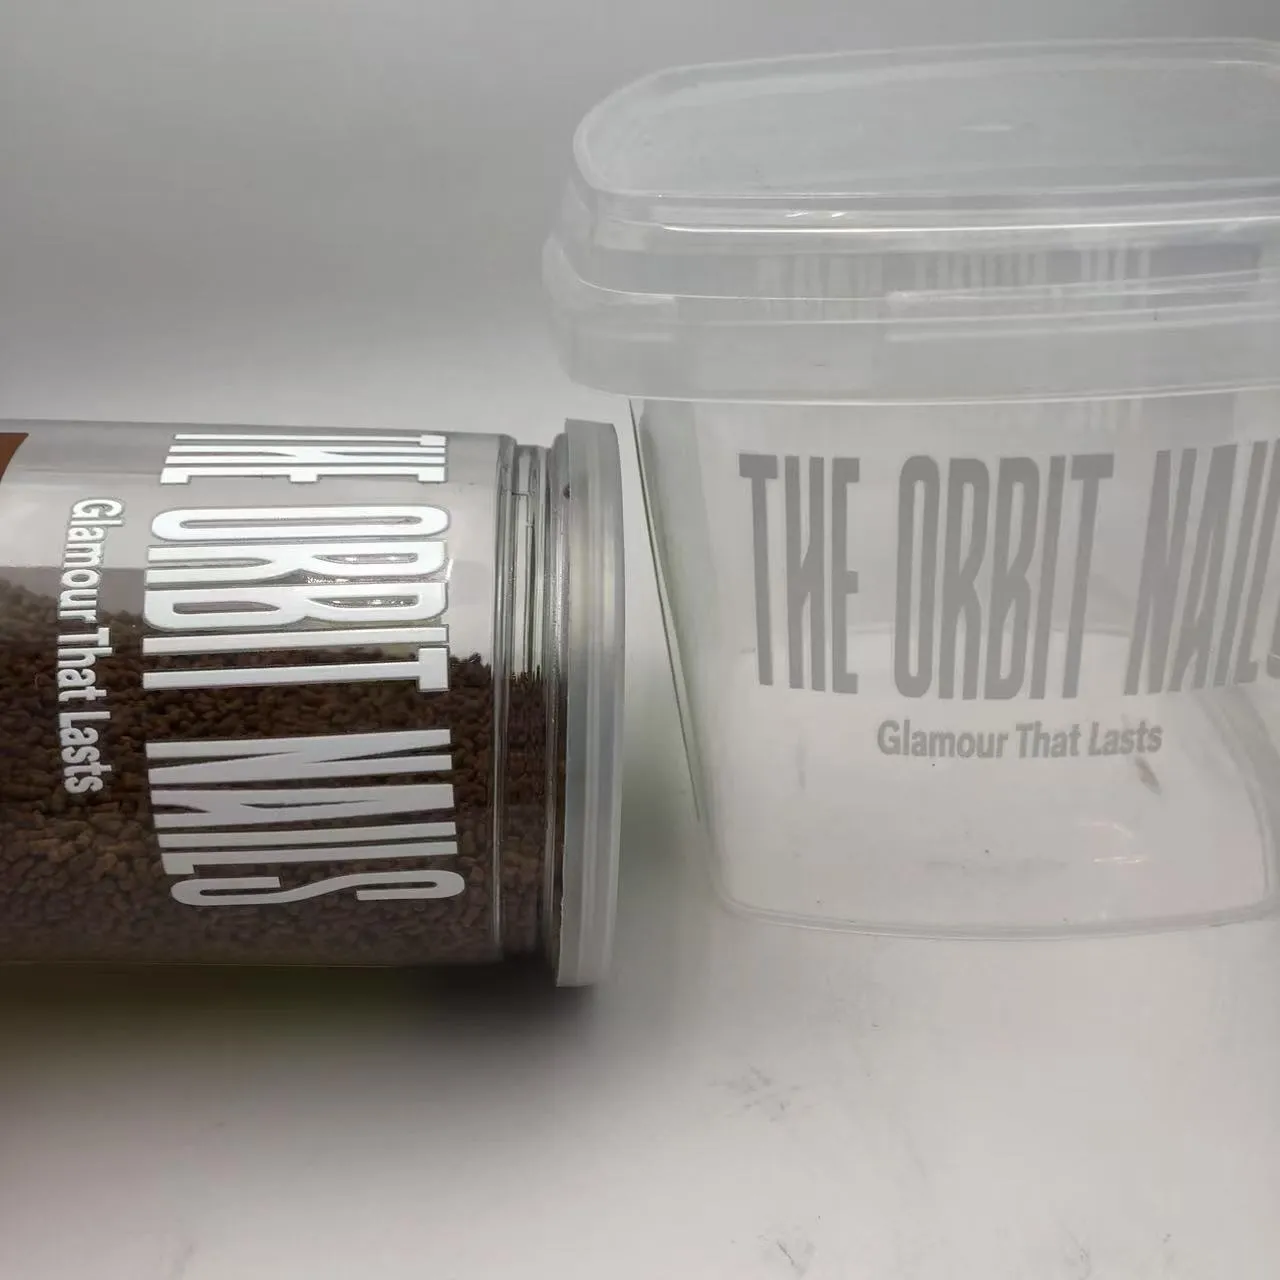 THE ORBIT NAILS
Glamour That Lasts
THE ORBIT NAILS
Glamour That Lasts